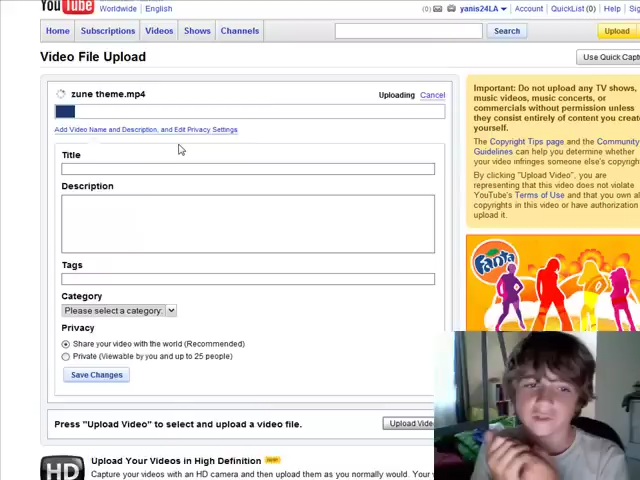 YouTube
Worldwide English
(0) yanis24LA Account QuickList (0) Help
Home Subscriptions Videos Shows Channels Search Upload
Video File Upload
Use Quick
zune theme.mp4 Uploading Cancel
Add Video Name and Description, and Edit Privacy Settings
Title
Description
Tags
Category
Please select a category:
Privacy
Share your video with the world (Recommended)
Private (Viewable by you and up to 25 people)
Save Changes
Press "Upload Video" to select and upload a video file. Upload
Important: Do not upload any TV shows,
music videos, music concerts, or
commercials without permission unless
they consist entirely of content you
yourself.
The Copyright Tips page and the Community
Guidelines can help you determine whether
your video infringes someone else's
By clicking "Upload Video", you are
representing that this video does not violate
YouTube's Terms of Use and that you own
copyrights in this video or have authorization
upload it.
Fanta
HD
Upload Your Videos in High Definition new
Capture your videos with an HD camera and then upload them as you normally would. Your